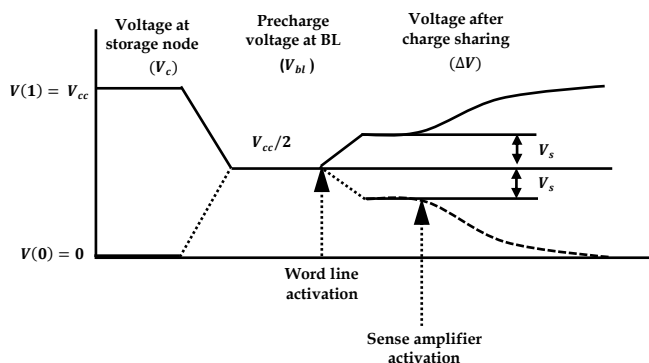 Voltage at
storage node
(V_c)
Precharge
voltage at BL
(V_bl)
Voltage after
charge sharing
(ΔV)
V(1) = V_cc
V_cc/2
V_s
V_s
V(0) = 0
Word line
activation
Sense amplifier
activation